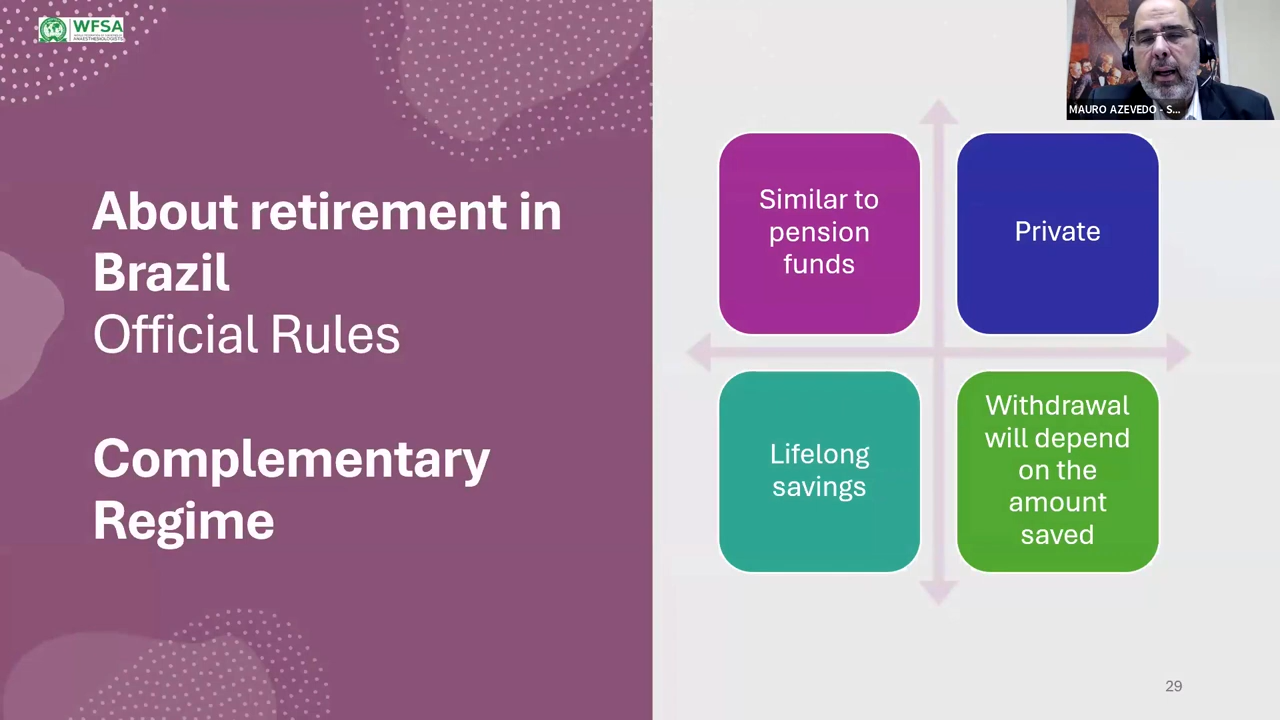 WFSA
ANAESTHESIOLOGISTS
MAURO AZEVEDO - S...
About retirement in
Brazil
Official Rules
Complementary
Regime
Similar to
pension
funds
Private
Lifelong
savings
Withdrawal
will depend
on the
amount
saved
29